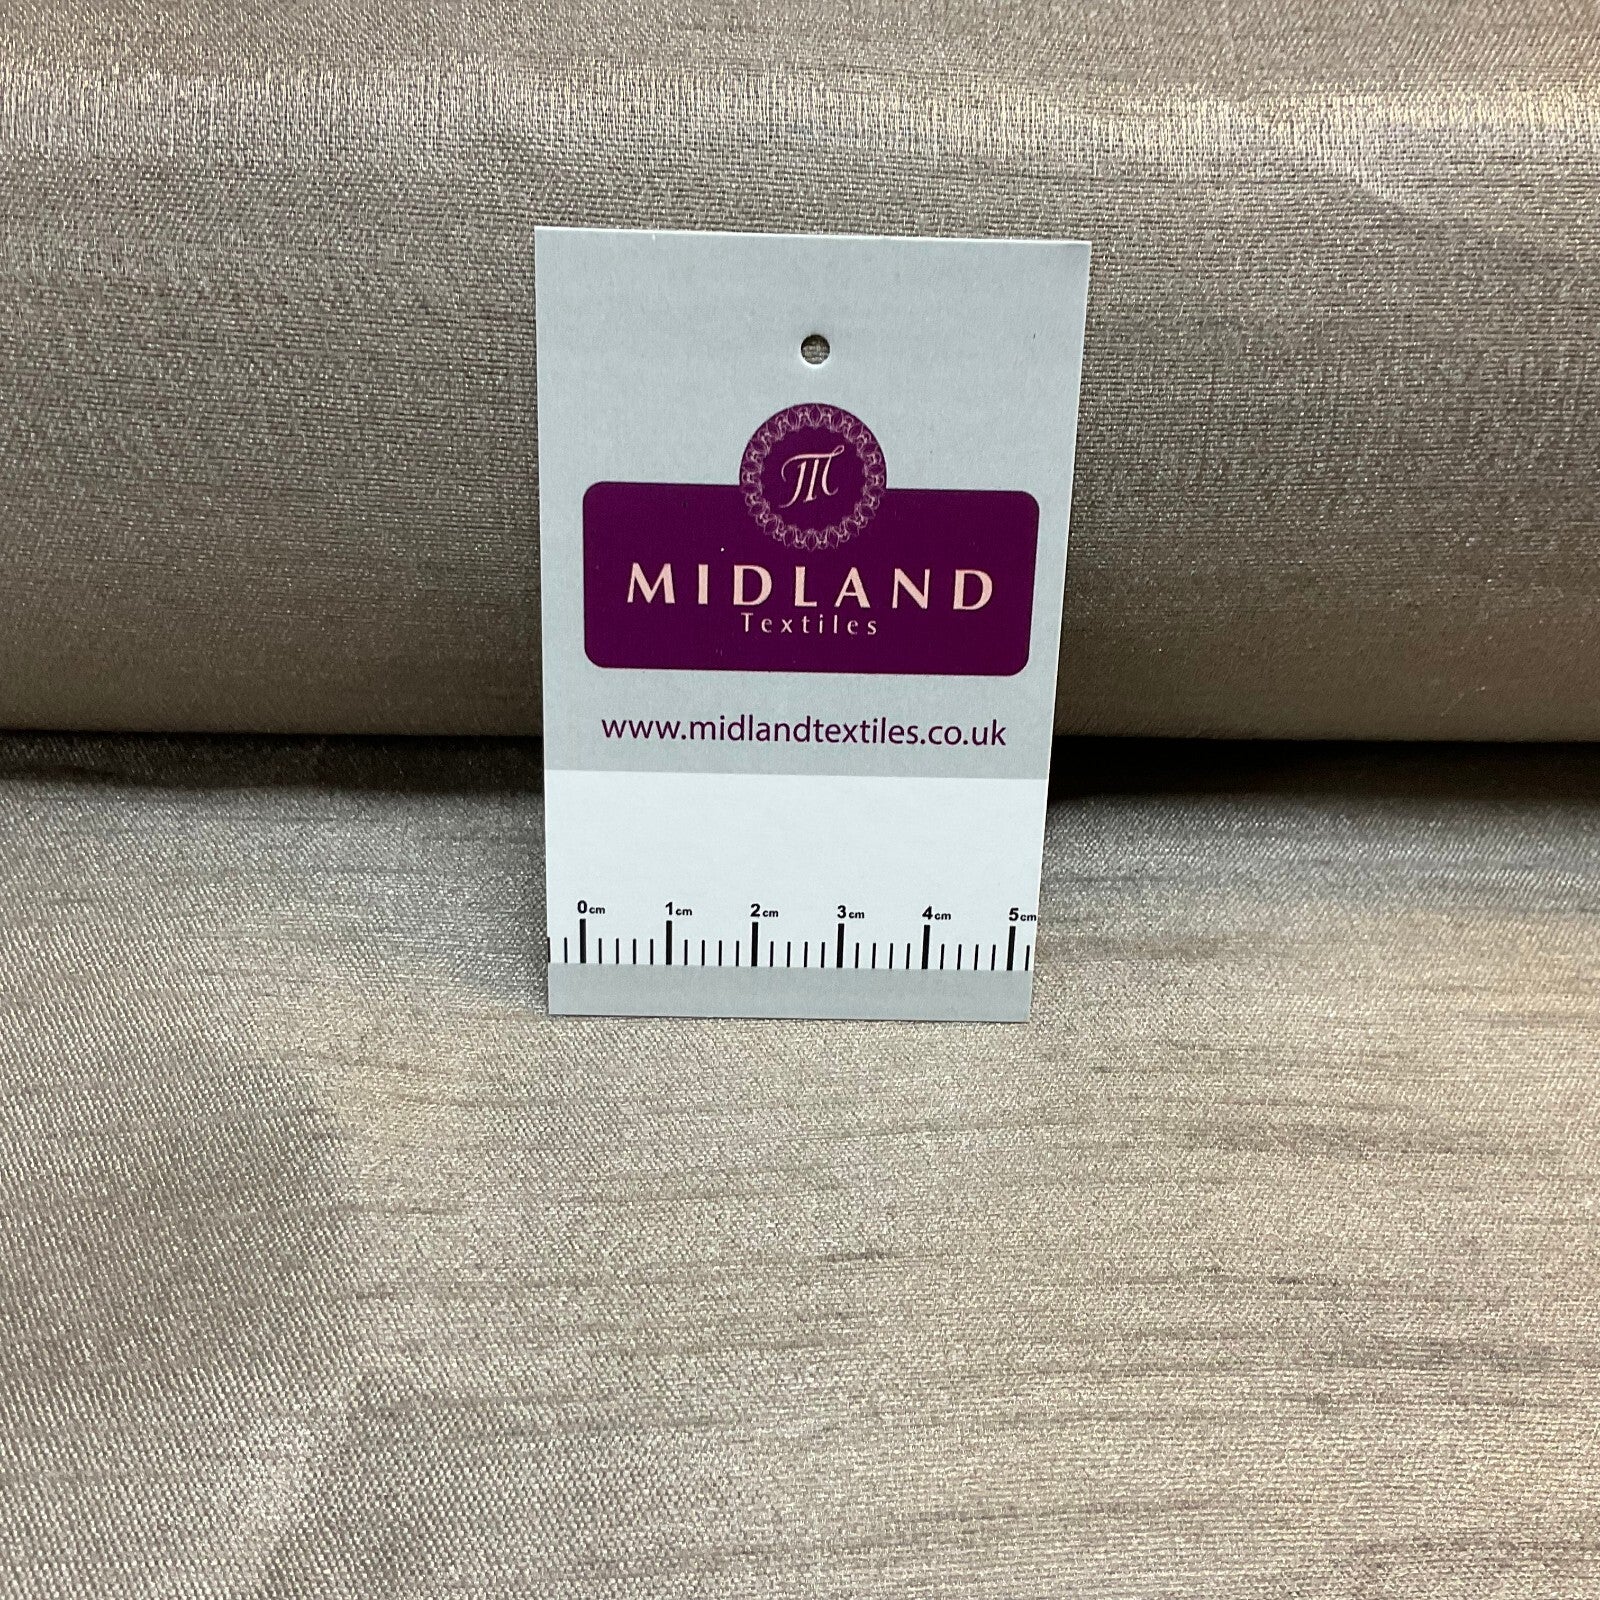 M
MIDLAND
Textiles
www.midlandtextiles.co.uk
0cm 1cm 2cm 3cm 4cm 5cm